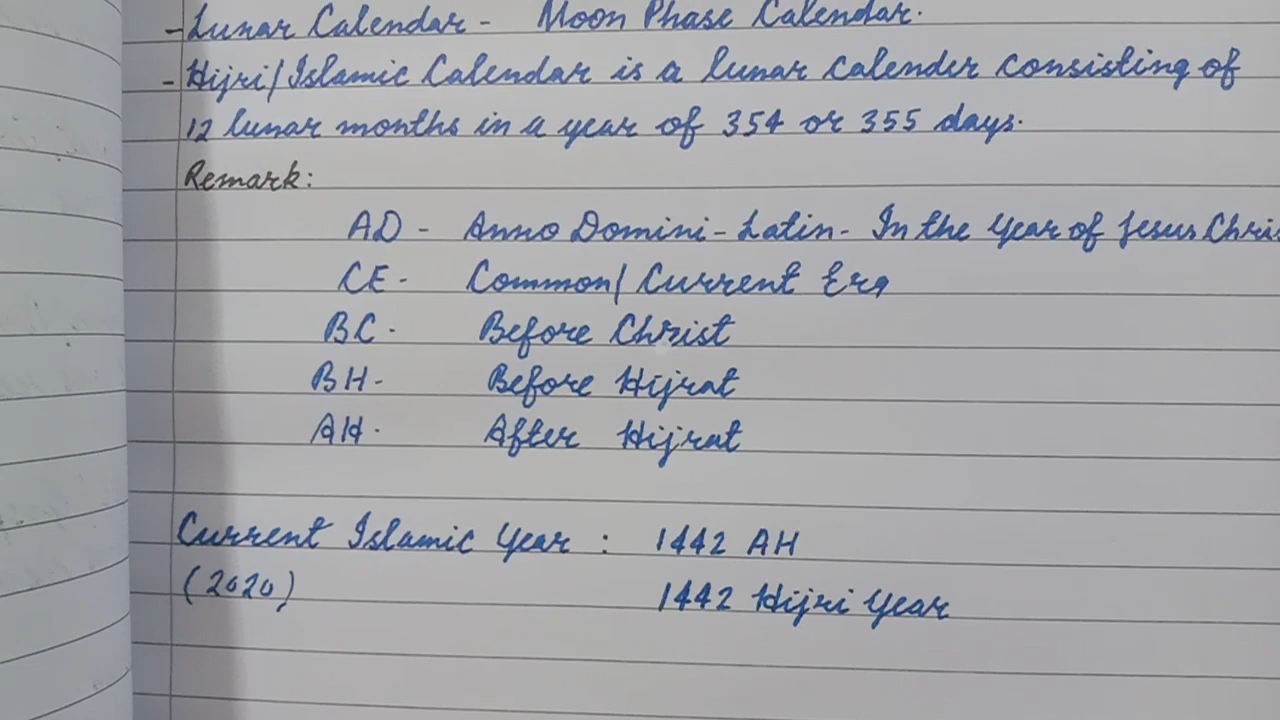 - Lunar Calendar - Moon Phase Calendar.
- Hijri/Islamic Calendar is a lunar calender consisting of
12 lunar months in a year of 354 or 355 days.
Remark:
AD - Anno Domini - Latin - In the Year of Jesus Chris
CE - Common/Current Era
BC - Before Christ
BH - Before Hijrat
AH - After Hijrat
Current Islamic Year : 1442 AH
(2020) 1442 Hijri Year